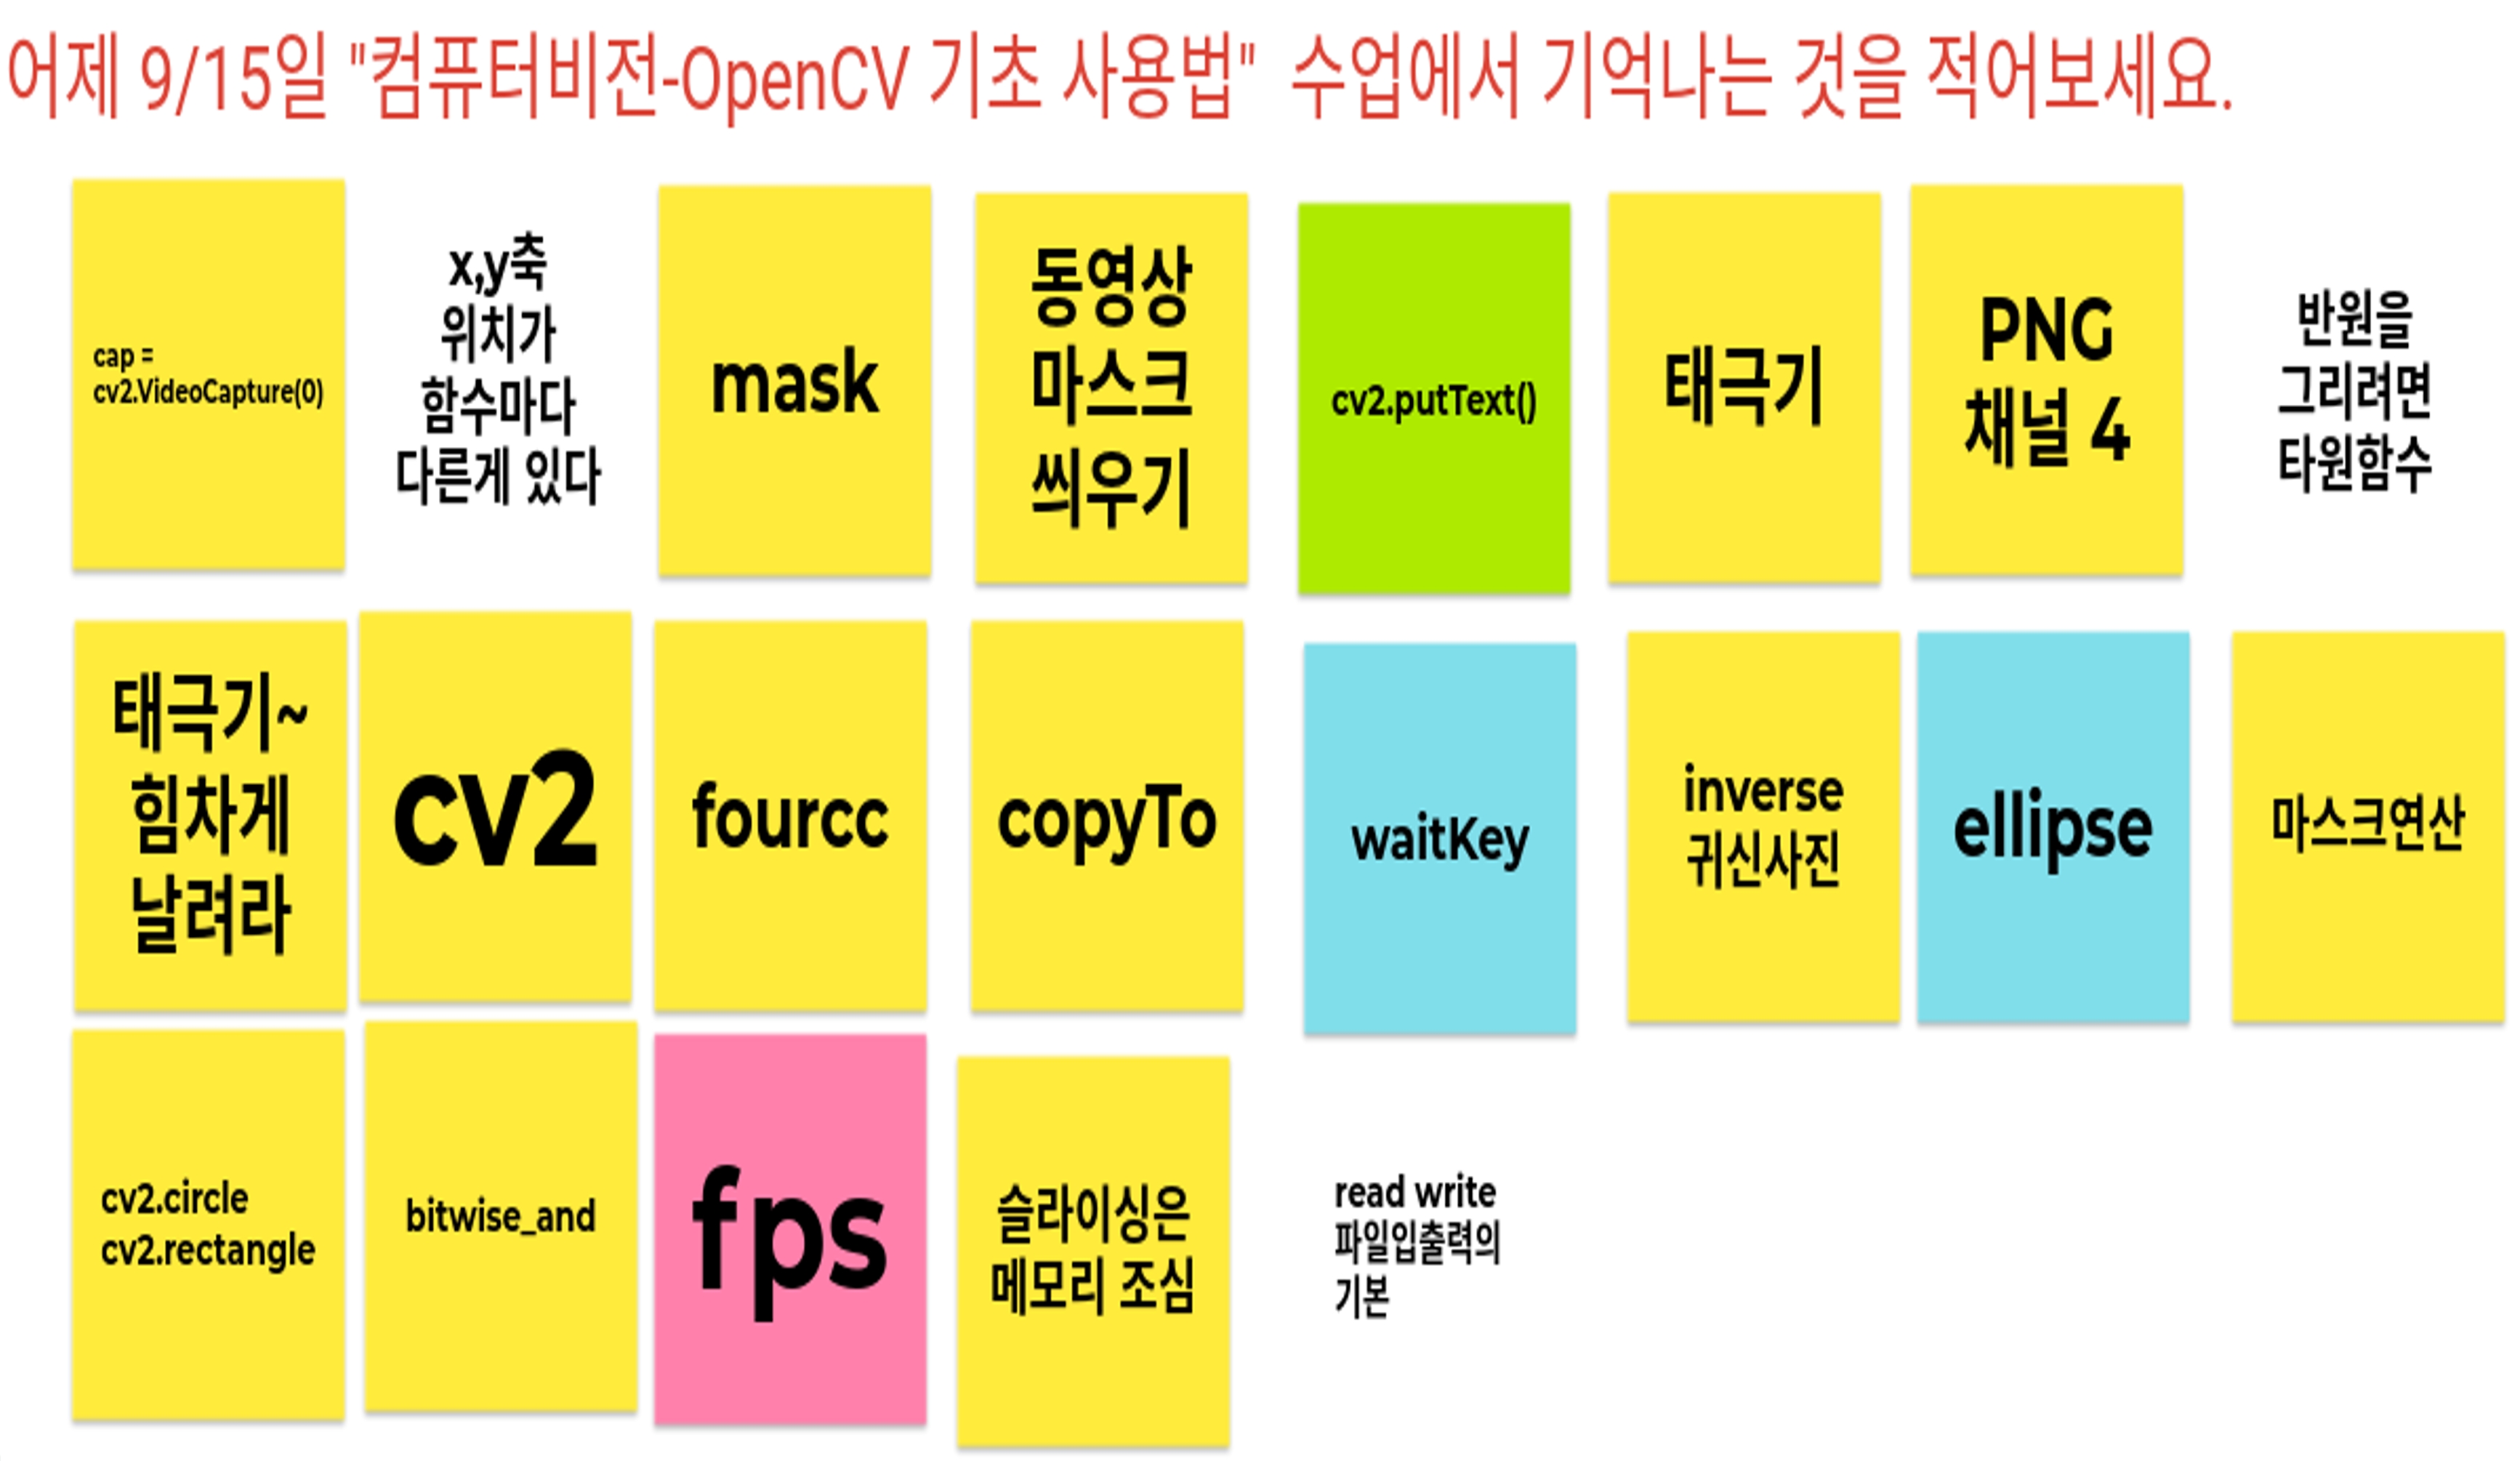 어제 9/15일 "컴퓨터비전-OpenCV 기초 사용법" 수업에서 기억나는 것을 적어보세요.
cap =
cv2.VideoCapture(0)
x,y축
위치가
함수마다
다른게 있다
mask
동영상
마스크
씌우기
cv2.putText()
태극기
PNG
채널 4
반원을
그리려면
타원함수
태극기~
힘차게
날려라
cv2
fourcc
copyTo
waitKey
inverse
귀신사진
ellipse
마스크연산
cv2.circle
cv2.rectangle
bitwise_and
fps
슬라이싱은
메모리 조심
read write
파일입출력의
기본